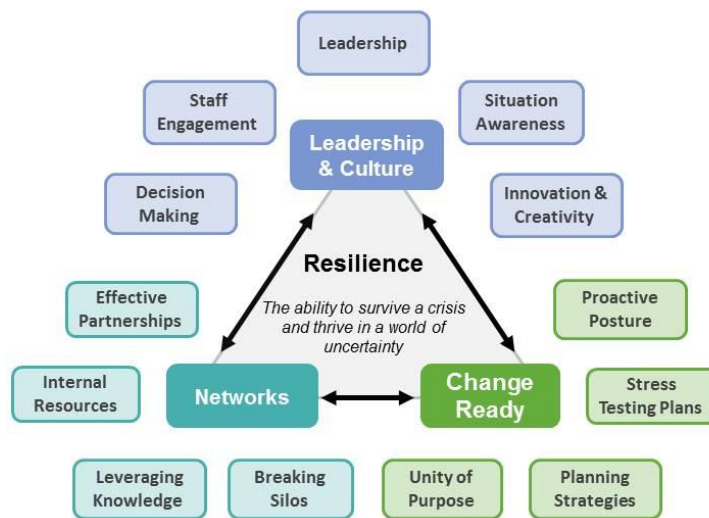 Leadership
Staff
Engagement
Situation
Awareness
Leadership
& Culture
Decision
Making
Innovation &
Creativity
Resilience
The ability to survive a crisis
and thrive in a world of
uncertainty
Effective
Partnerships
Proactive
Posture
Internal
Resources
Networks
Change
Ready
Stress
Testing Plans
Leveraging
Knowledge
Breaking
Silos
Unity of
Purpose
Planning
Strategies